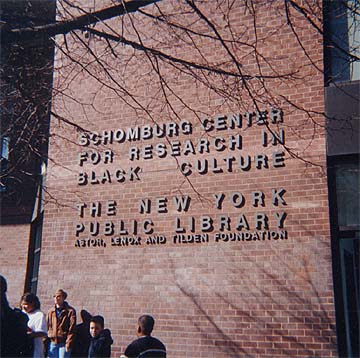 SCHOMBURG CENTER
FOR RESEARCH IN
BLACK CULTURE
THE NEW YORK
PUBLIC LIBRARY
ASTOR, LENOX AND TILDEN FOUNDATION